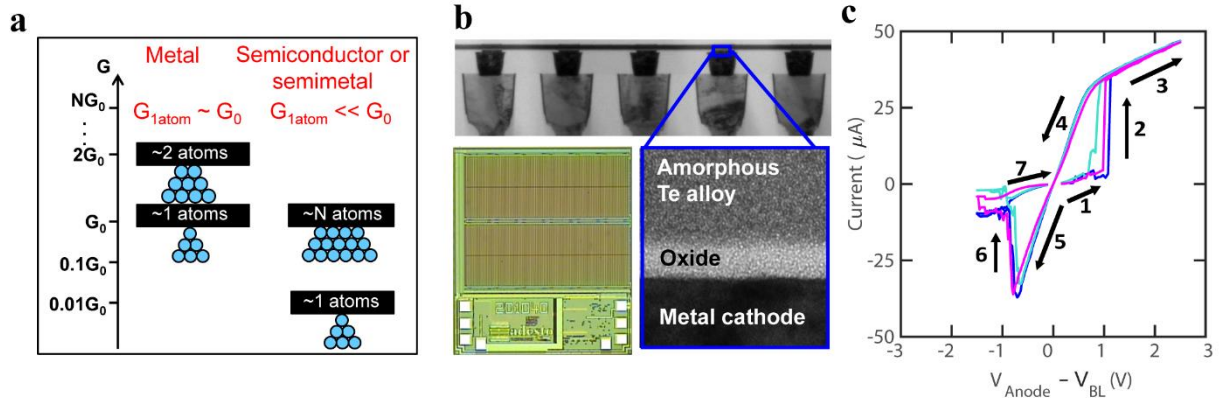 a
Metal
Semiconductor or
semimetal
G
G1atom ~ G0
G1atom << G0
NG0
2G0
G0
0.1G0
0.01G0
~2 atoms
~1 atoms
~N atoms
~1 atoms
b
Amorphous
Te alloy
Oxide
Metal cathode
201040
adesto
c
Current ( μA)
50
25
0
-25
-50
-3
-2
-1
0
1
2
3
VAnode – VBL (V)
1
2
3
4
5
6
7